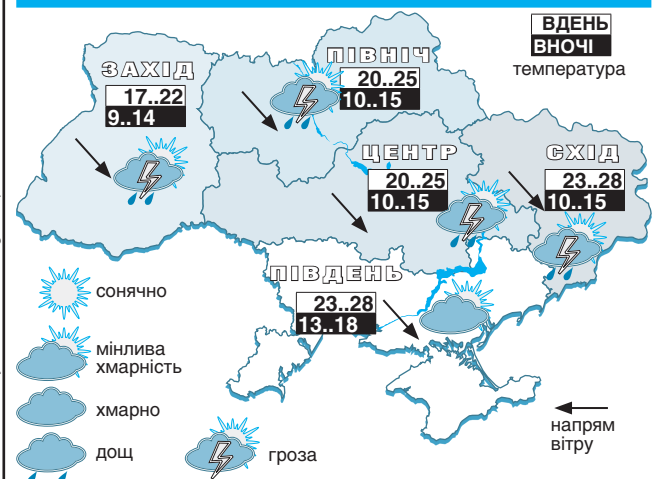 ВДЕНЬ
ВНОЧІ
температура
ПІВНІЧ
20..25
10..15
ЗАХІД
17..22
9..14
ЦЕНТР
20..25
10..15
СХІД
23..28
10..15
ПІВДЕНЬ
23..28
13..18
сонячно
мінлива
хмарність
хмарно
дощ
гроза
напрям
вітру